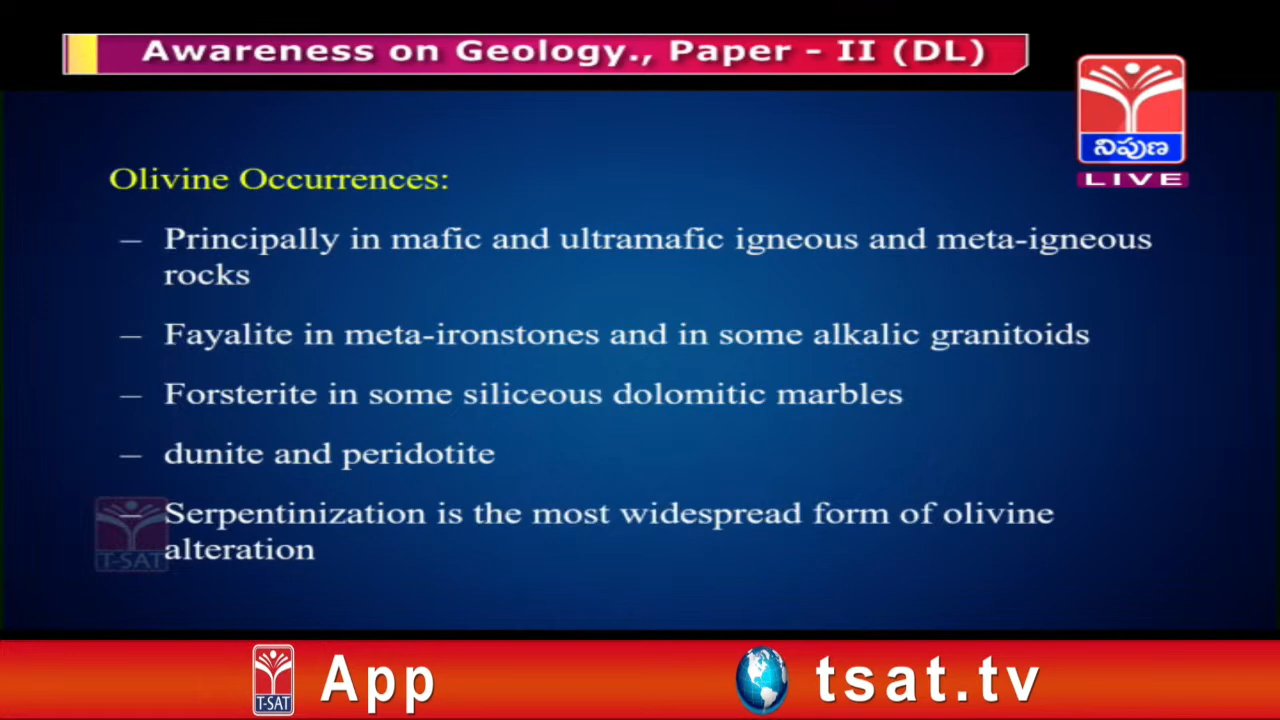 Awareness on Geology., Paper - II (DL)
నిపుణ
LIVE
Olivine Occurrences:
– Principally in mafic and ultramafic igneous and meta-igneous
rocks
– Fayalite in meta-ironstones and in some alkalic granitoids
– Forsterite in some siliceous dolomitic marbles
– dunite and peridotite
– Serpentinization is the most widespread form of olivine
alteration
T-SAT
T-SAT
App
tsat.tv